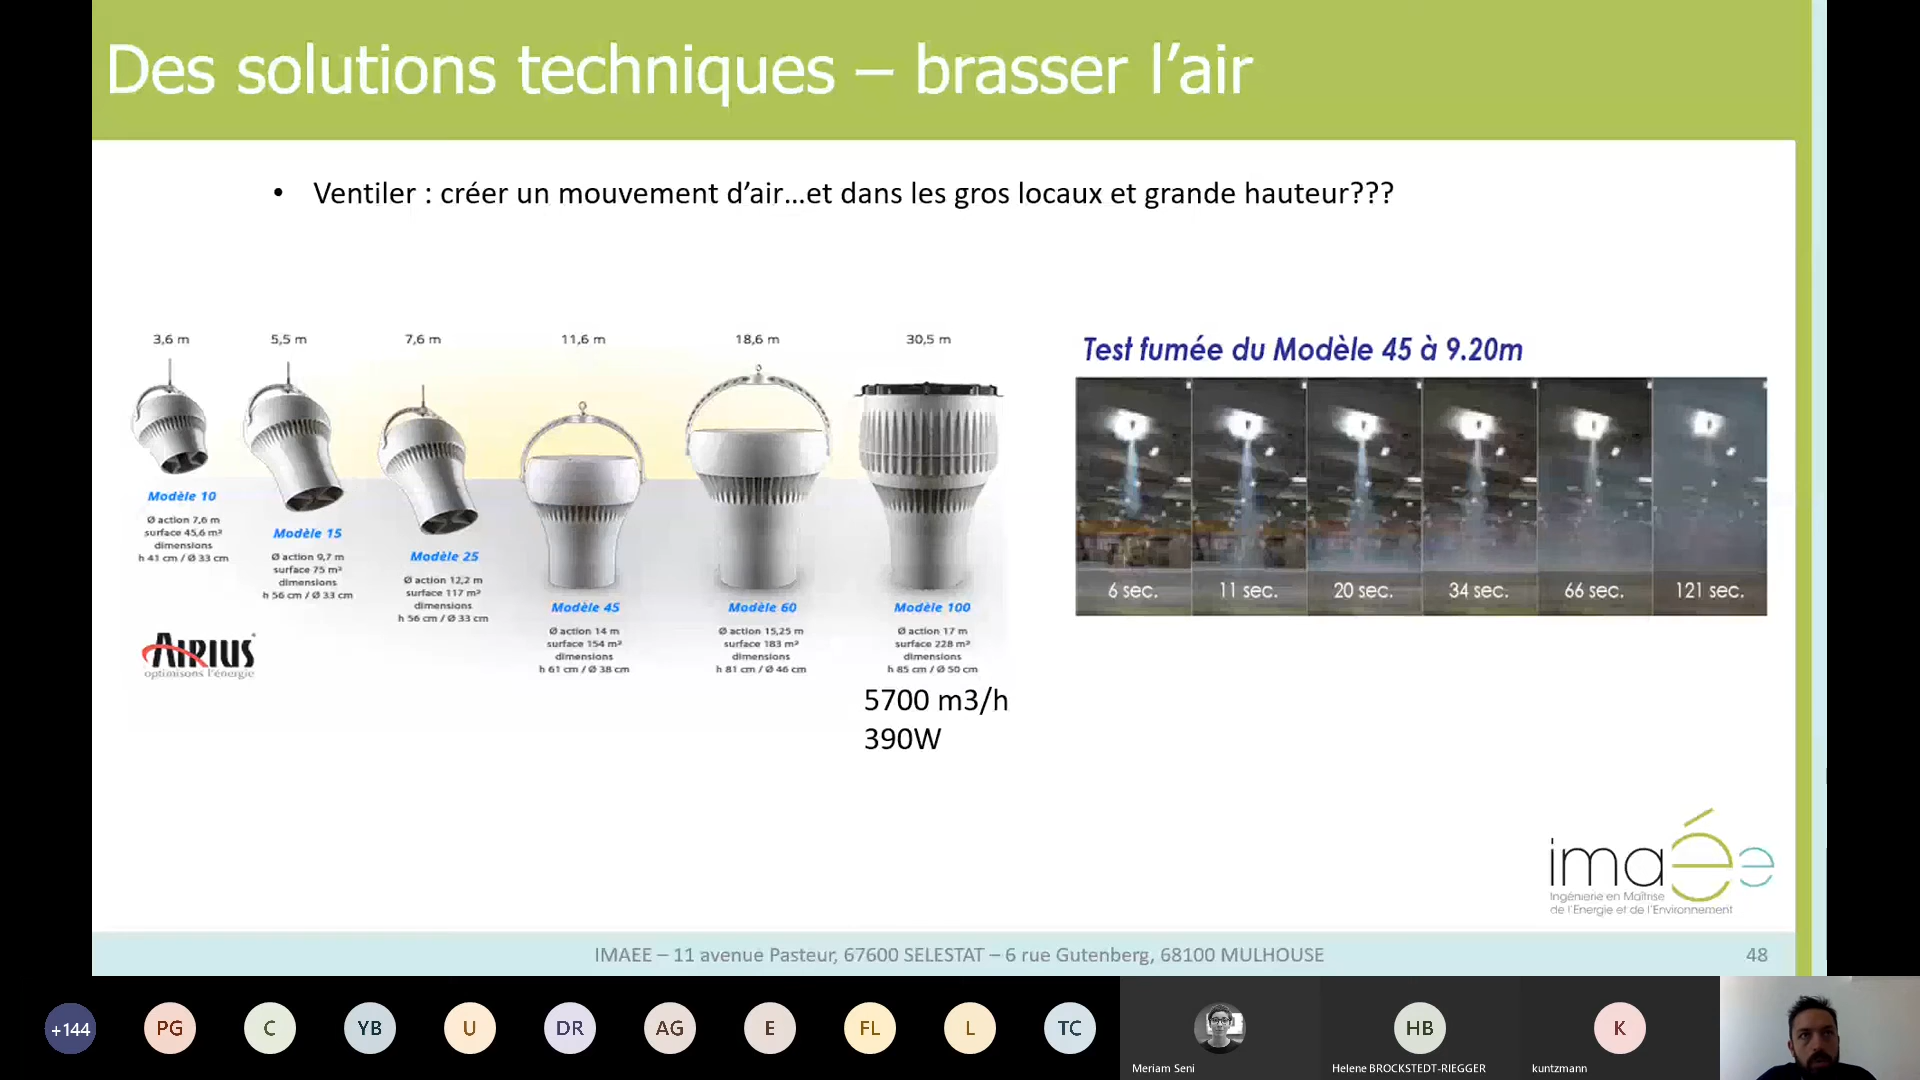 Des solutions techniques – brasser l'air
• Ventiler : créer un mouvement d'air…et dans les gros locaux et grande hauteur???
3,6 m
5,5 m
7,6 m
11,6 m
18,6 m
30,5 m
Modèle 10
Ø action 7,6 m
surface 45,6 m²
dimensions
h 41 cm / Ø 33 cm
Modèle 15
Ø action 9,7 m
surface 75 m²
dimensions
h 56 cm / Ø 33 cm
Modèle 25
Ø action 12,2 m
surface 117 m²
dimensions
h 56 cm / Ø 33 cm
Modèle 45
Ø action 14 m
surface 154 m²
dimensions
h 61 cm / Ø 38 cm
Modèle 60
Ø action 15,25 m
surface 183 m²
dimensions
h 81 cm / Ø 46 cm
Modèle 100
Ø action 17 m
surface 228 m²
dimensions
h 85 cm / Ø 50 cm
AIRIUS
optimisons l'énergie
5700 m3/h
390W
Test fumée du Modèle 45 à 9.20m
6 sec.
11 sec.
20 sec.
34 sec.
66 sec.
121 sec.
imaÉe
Ingénierie en Maîtrise
de l'Energie et de l'Environnement
IMAEE – 11 avenue Pasteur, 67600 SELESTAT – 6 rue Gutenberg, 68100 MULHOUSE
48
+144
PG
C
YB
U
DR
AG
E
FL
L
TC
Meriam Seni
HB
Helene BROCKSTEDT-RIEGGER
K
kuntzmann